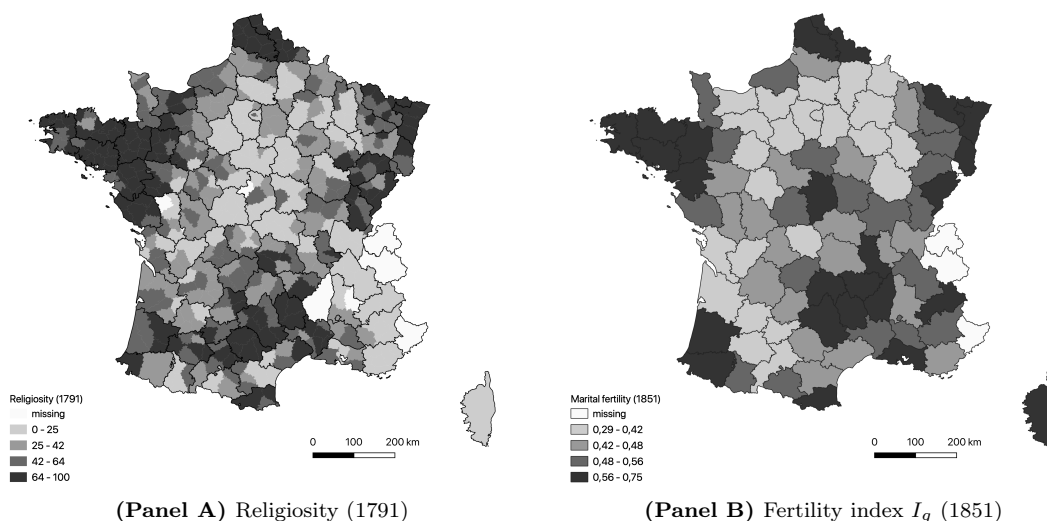 Religiosity (1791)
missing
0 - 25
25 - 42
42 - 64
64 - 100
0 100 200 km
(Panel A) Religiosity (1791)
Marital fertility (1851)
missing
0,29 - 0,42
0,42 - 0,48
0,48 - 0,56
0,56 - 0,75
0 100 200 km
(Panel B) Fertility index I_g (1851)